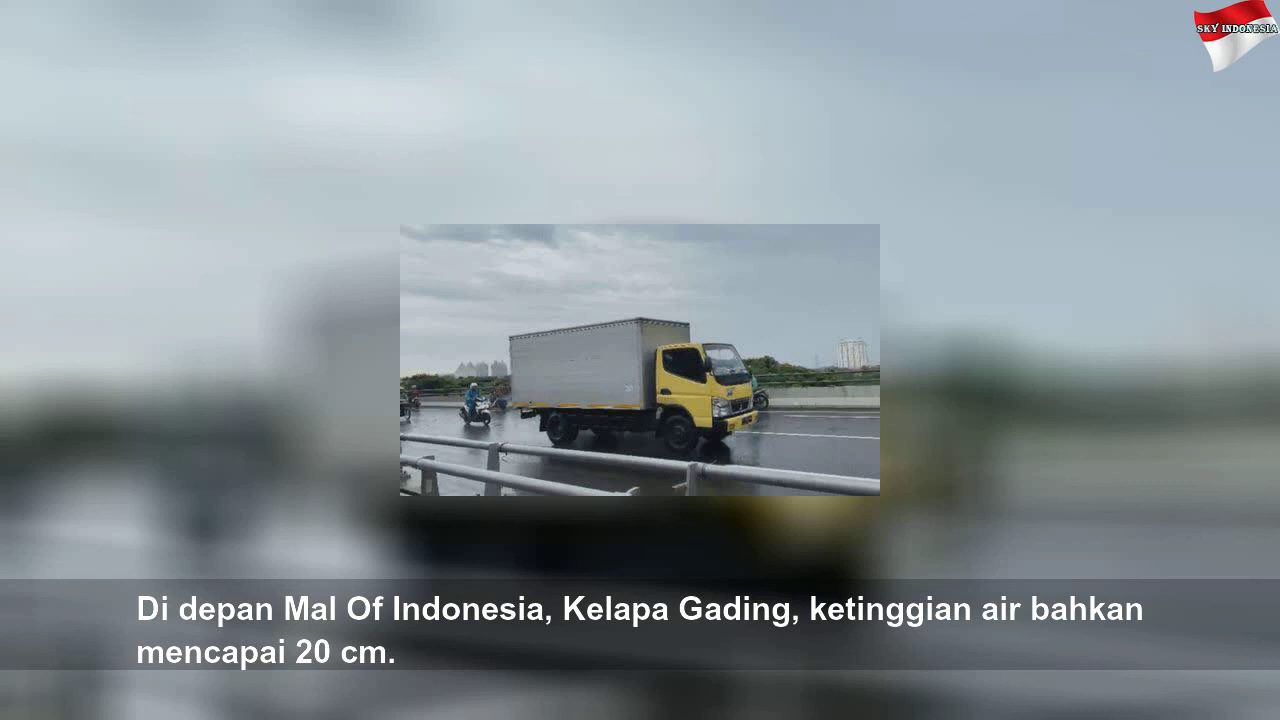 SKY INDONESIA
Di depan Mal Of Indonesia, Kelapa Gading, ketinggian air bahkan
mencapai 20 cm.